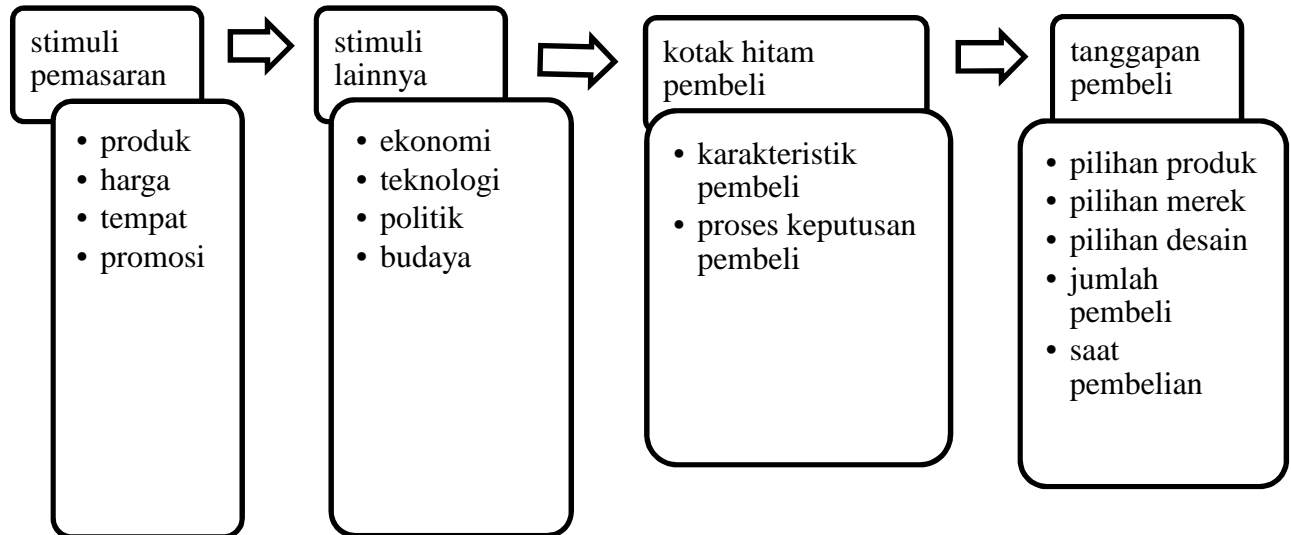 stimuli
pemasaran
• produk
• harga
• tempat
• promosi
stimuli
lainnya
• ekonomi
• teknologi
• politik
• budaya
kotak hitam
pembeli
• karakteristik
pembeli
• proses keputusan
pembeli
tanggapan
pembeli
• pilihan produk
• pilihan merek
• pilihan desain
• jumlah
pembeli
• saat
pembelian